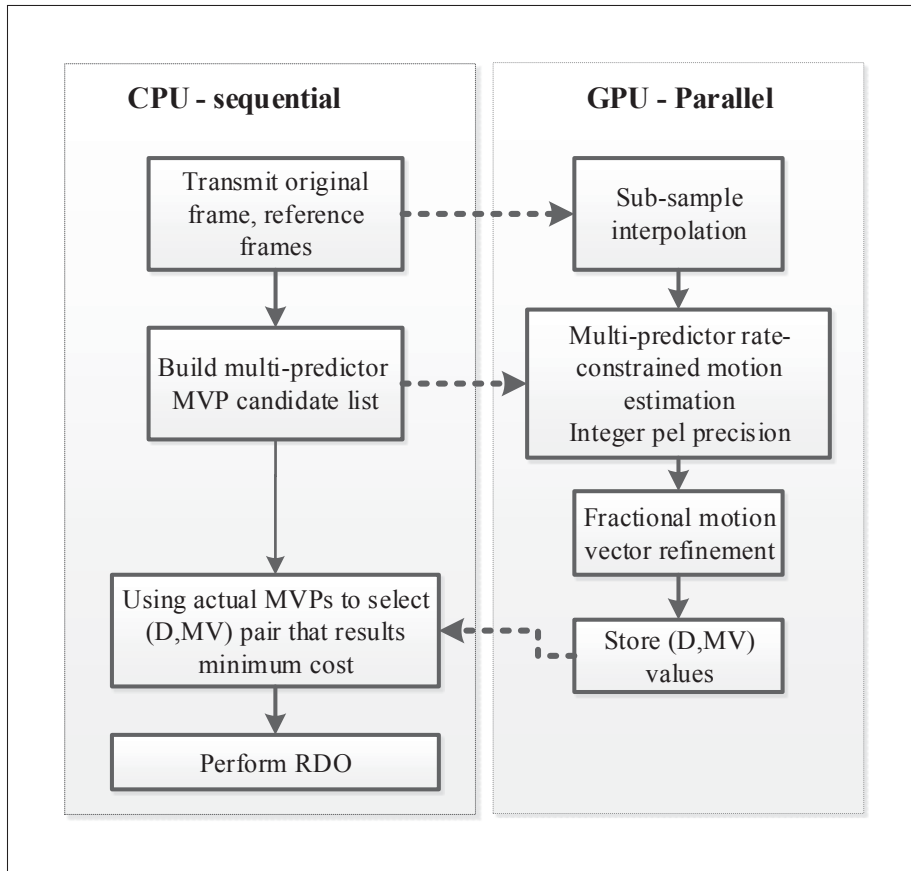 CPU - sequential
Transmit original
frame, reference
frames
Build multi-predictor
MVP candidate list
Using actual MVPs to select
(D,MV) pair that results
minimum cost
Perform RDO
GPU - Parallel
Sub-sample
interpolation
Multi-predictor rate-
constrained motion
estimation
Integer pel precision
Fractional motion
vector refinement
Store (D,MV)
values